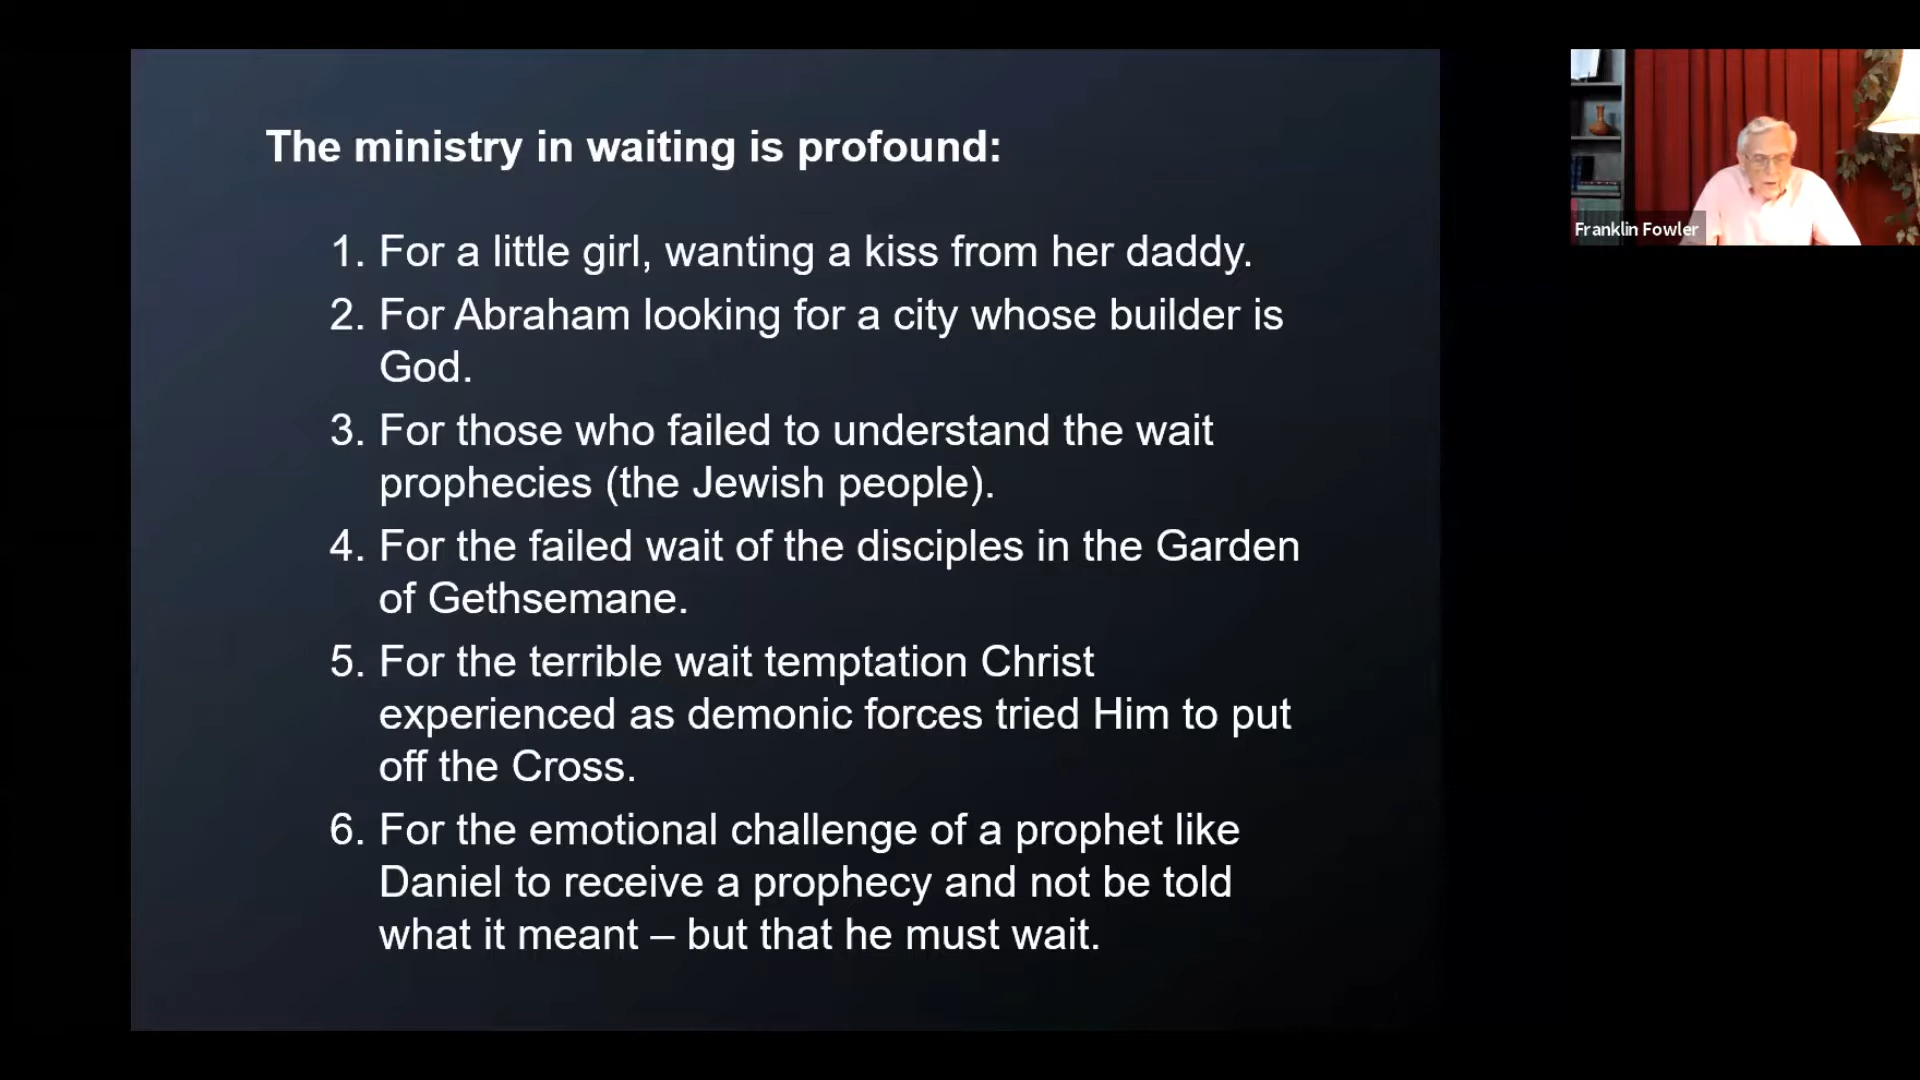 The ministry in waiting is profound:
1. For a little girl, wanting a kiss from her daddy.
2. For Abraham looking for a city whose builder is
God.
3. For those who failed to understand the wait
prophecies (the Jewish people).
4. For the failed wait of the disciples in the Garden
of Gethsemane.
5. For the terrible wait temptation Christ
experienced as demonic forces tried Him to put
off the Cross.
6. For the emotional challenge of a prophet like
Daniel to receive a prophecy and not be told
what it meant – but that he must wait.
Franklin Fowler